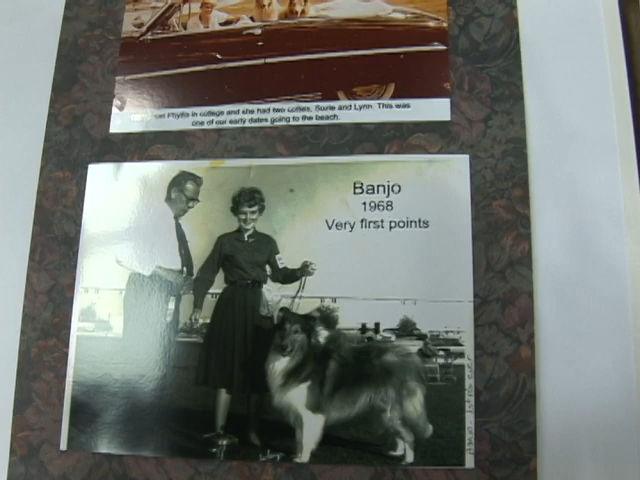 Phyllis in college and she had two collies, Suzie and Lynn. This was
one of our early dates going to the beach.
Banjo
1968
Very first points